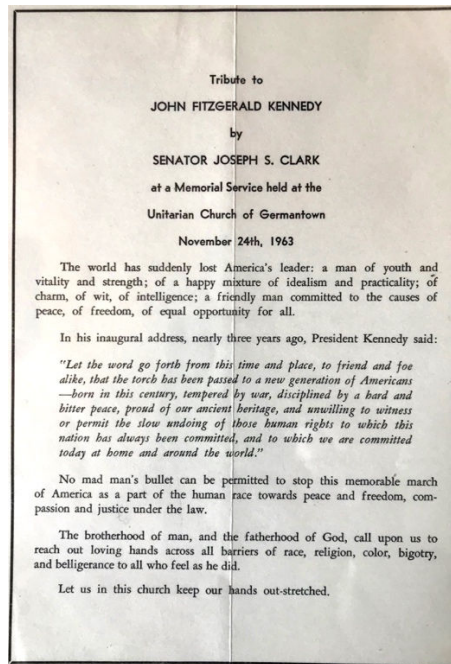 Tribute to
JOHN FITZGERALD KENNEDY
by
SENATOR JOSEPH S. CLARK
at a Memorial Service held at the
Unitarian Church of Germantown
November 24th, 1963
The world has suddenly lost America's leader: a man of youth and
vitality and strength; of a happy mixture of idealism and practicality; of
charm, of wit, of intelligence; a friendly man committed to the causes of
peace, of freedom, of equal opportunity for all.
In his inaugural address, nearly three years ago, President Kennedy said:
"Let the word go forth from this time and place, to friend and foe
alike, that the torch has been passed to a new generation of Americans
—born in this century, tempered by war, disciplined by a hard and
bitter peace, proud of our ancient heritage, and unwilling to witness
or permit the slow undoing of those human rights to which this
nation has always been committed, and to which we are committed
today at home and around the world."
No mad man's bullet can be permitted to stop this memorable march
of America as a part of the human race towards peace and freedom, com-
passion and justice under the law.
The brotherhood of man, and the fatherhood of God, call upon us to
reach out loving hands across all barriers of race, religion, color, bigotry,
and belligerance to all who feel as he did.
Let us in this church keep our hands out-stretched.